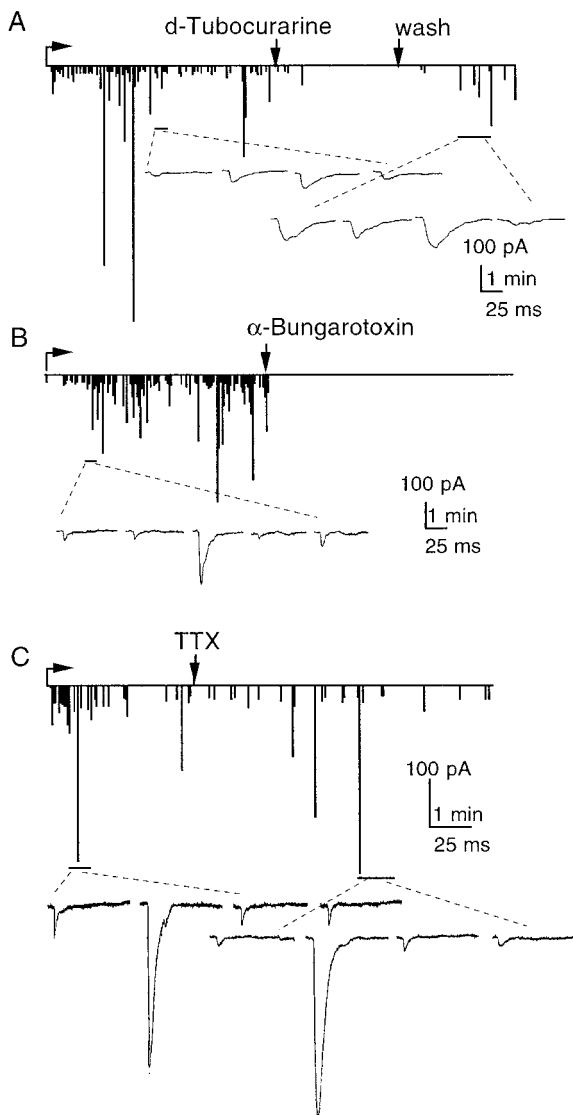 A
d-Tubocurarine
wash
100 pA
1 min
25 ms
B
α-Bungarotoxin
100 pA
1 min
25 ms
C
TTX
100 pA
1 min
25 ms